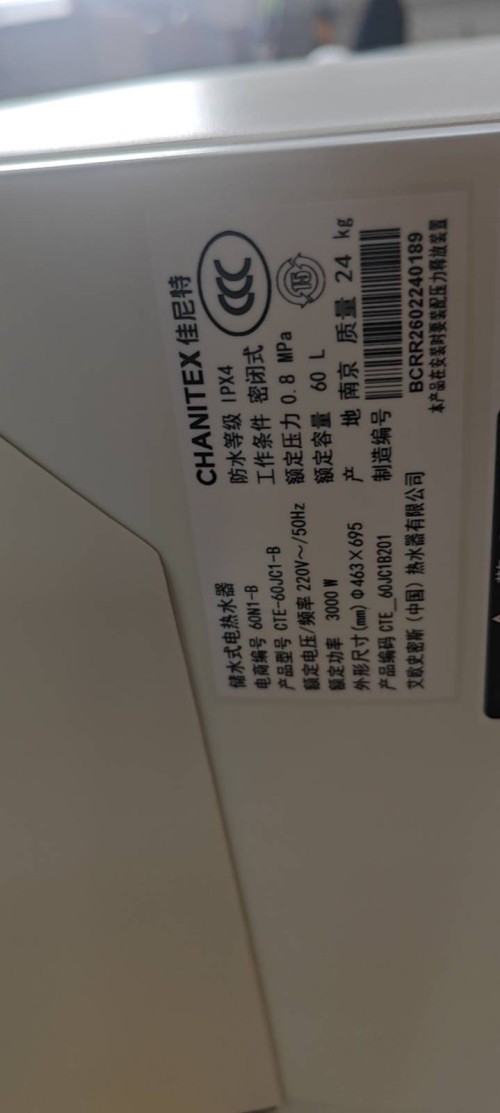 CHANITEX 佳尼特
CCC
15
储水式电热水器
防水等级 IPX4
电商编号 60N1-B
工作条件 密闭式
产品型号 CTE-60JC1-B
额定压力 0.8 MPa
额定电压/频率 220V～/50Hz
额定容量 60 L
额定功率 3000 W
产 地 南京 质量 24 kg
外形尺寸(mm) Φ463×695
制造编号
BCRR2602240189
产品编码 CTE_60JC1B201
艾欧史密斯（中国）热水器有限公司
本产品在安装时要装配压力释放装置